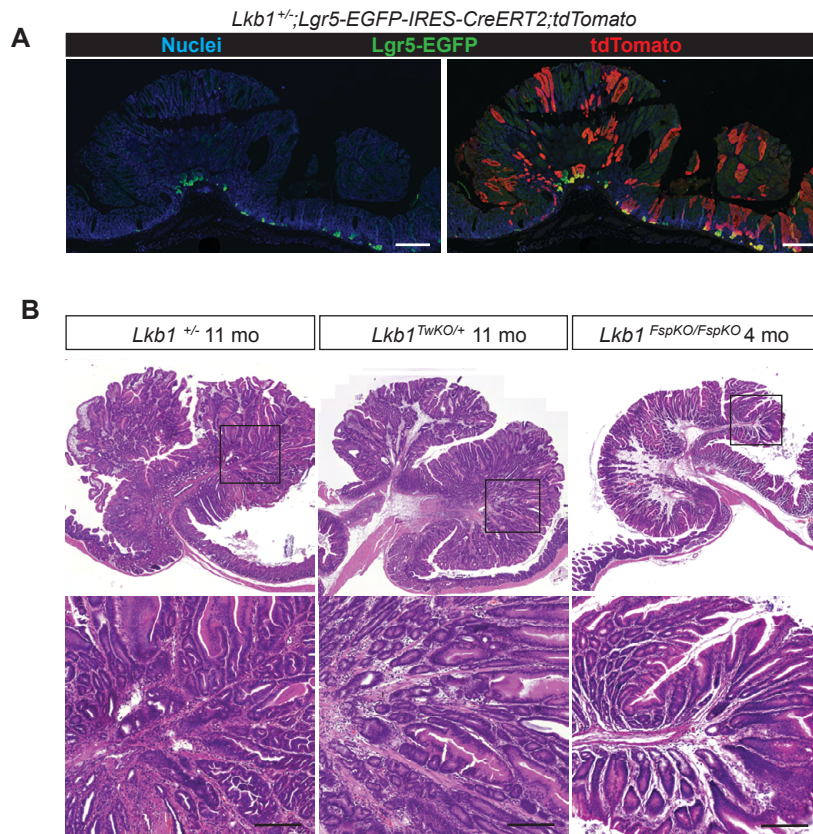 Lkb1+/-;Lgr5-EGFP-IRES-CreERT2;tdTomato
A
Nuclei Lgr5-EGFP tdTomato
B
Lkb1 +/- 11 mo Lkb1TwKO/+ 11 mo Lkb1 FspKO/FspKO 4 mo